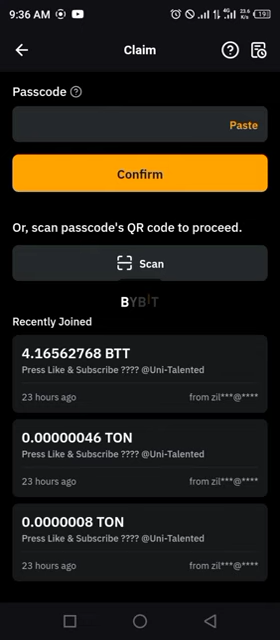 9:36 AM
Claim
Passcode
Paste
Confirm
Or, scan passcode's QR code to proceed.
Scan
BYBIT
Recently Joined
4.16562768 BTT
Press Like & Subscribe ???? @Uni-Talented
23 hours ago from zil***@****
0.00000046 TON
Press Like & Subscribe ???? @Uni-Talented
23 hours ago from zil***@****
0.0000008 TON
Press Like & Subscribe ???? @Uni-Talented
23 hours ago from zil***@****